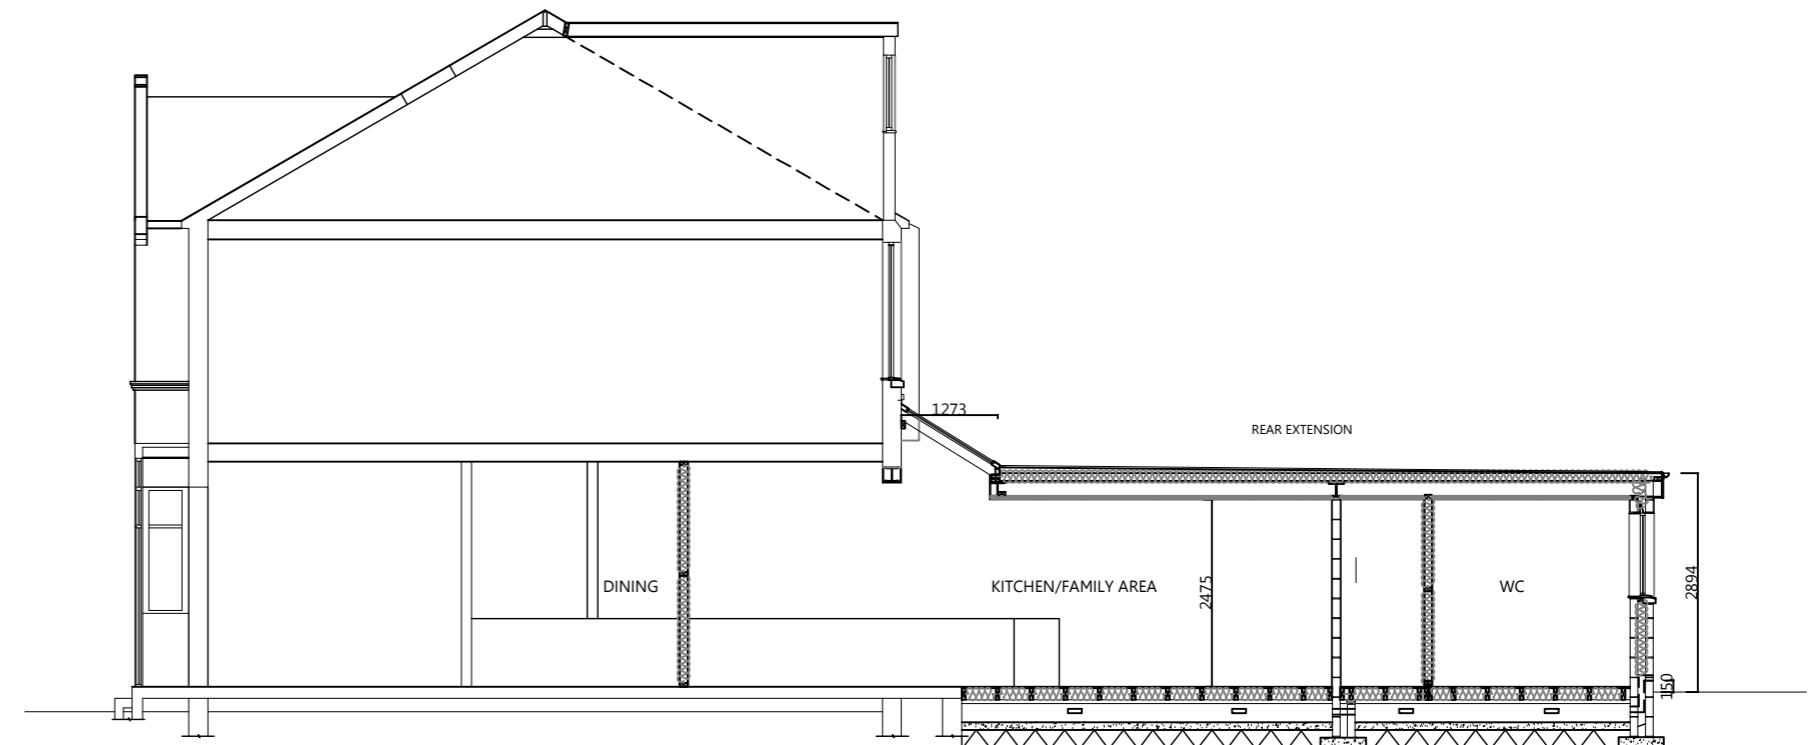 1273
REAR EXTENSION
DINING
KITCHEN/FAMILY AREA
2475
WC
2894
150